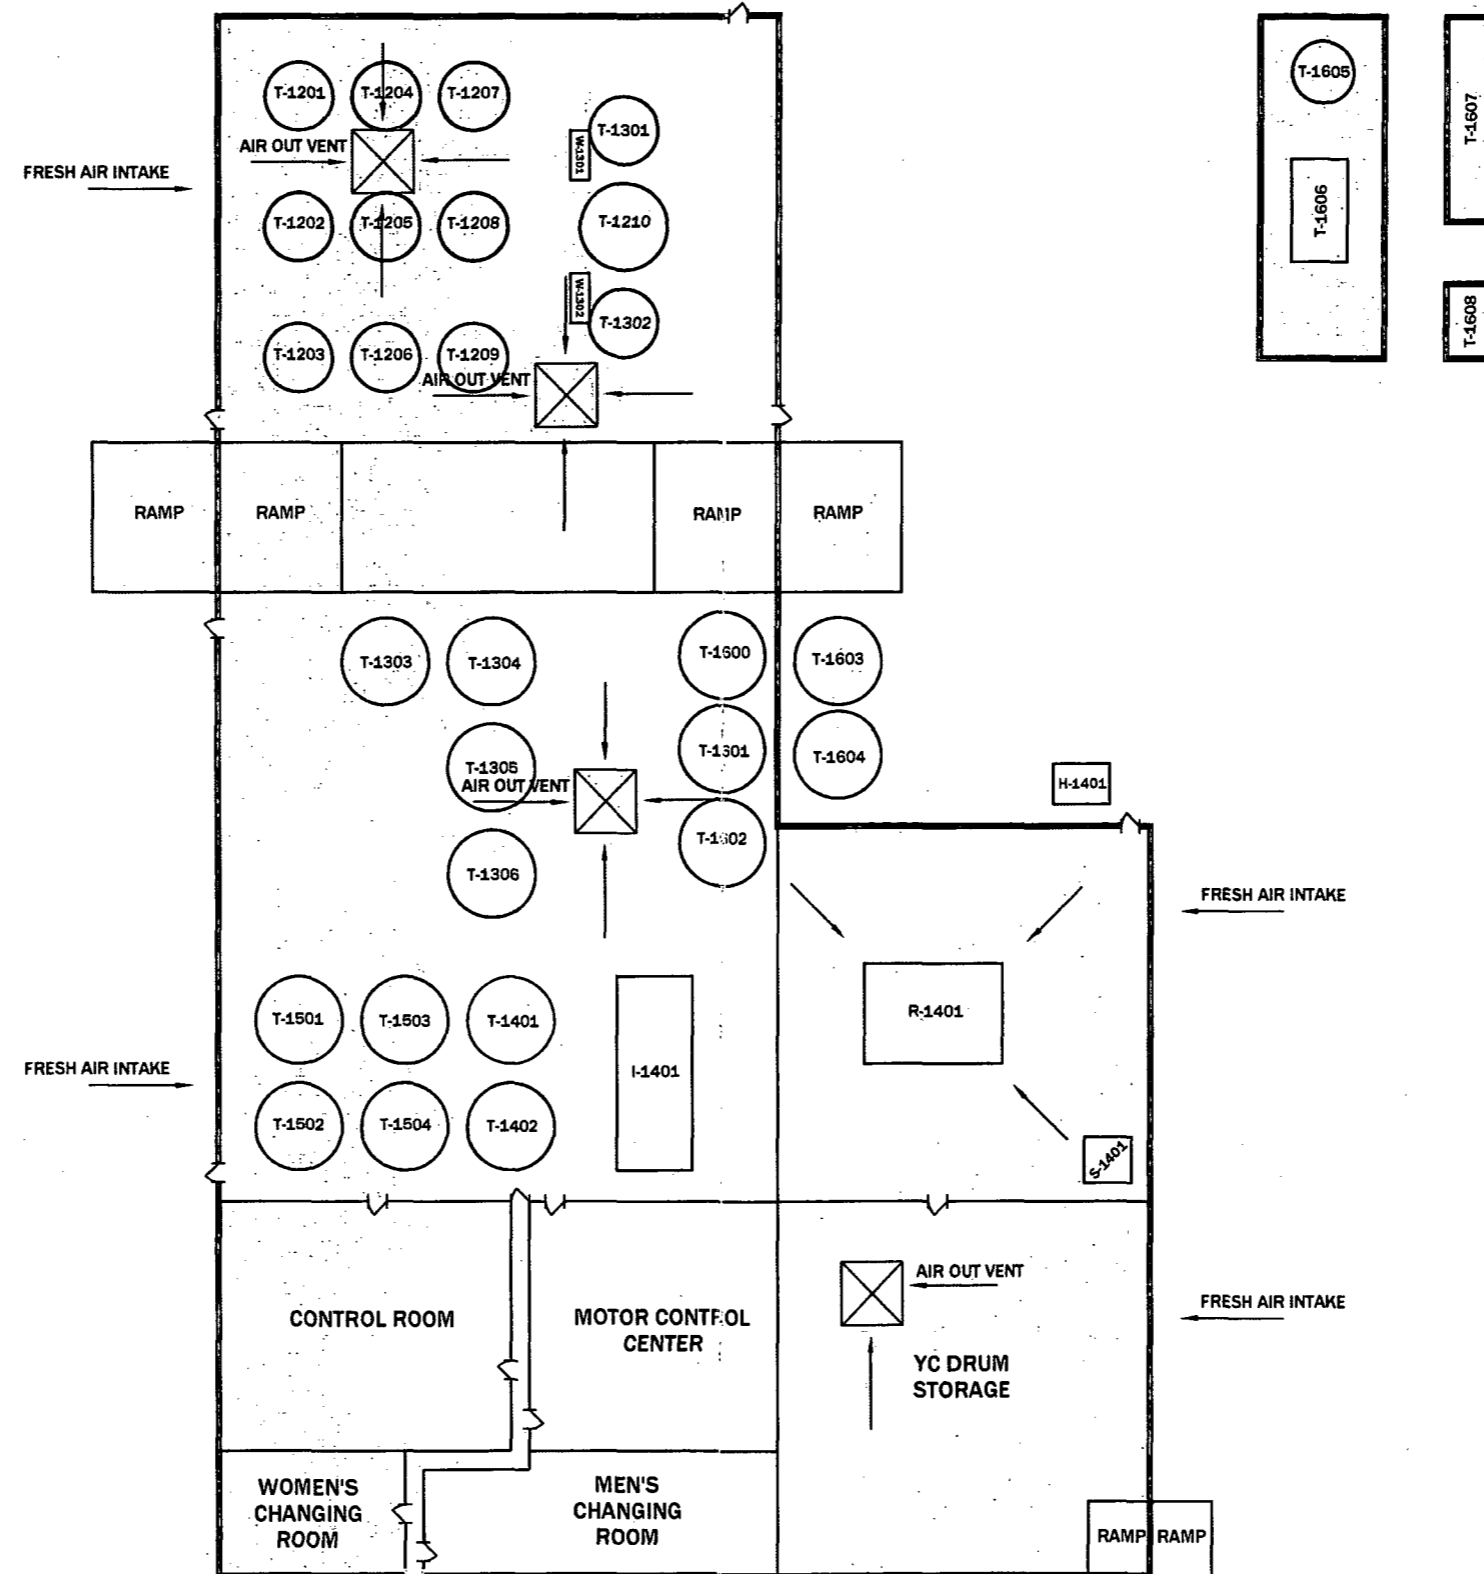 T-1201
T-1204
T-1207
T-1301
W-1301
AIR OUT VENT
FRESH AIR INTAKE
T-1202
T-1205
T-1208
T-1210
W-1302
T-1302
T-1203
T-1206
T-1209
AIR OUT VENT
T-1605
T-1606
T-1607
T-1608
RAMP
RAMP
RAMP
RAMP
T-1303
T-1304
T-1600
T-1603
T-1305
T-1601
T-1604
AIR OUT VENT
H-1401
T-1602
T-1306
FRESH AIR INTAKE
T-1501
T-1503
T-1401
R-1401
I-1401
FRESH AIR INTAKE
T-1502
T-1504
T-1402
S-1401
CONTROL ROOM
MOTOR CONTROL
CENTER
AIR OUT VENT
FRESH AIR INTAKE
YC DRUM
STORAGE
WOMEN'S
CHANGING
ROOM
MEN'S
CHANGING
ROOM
RAMP
RAMP